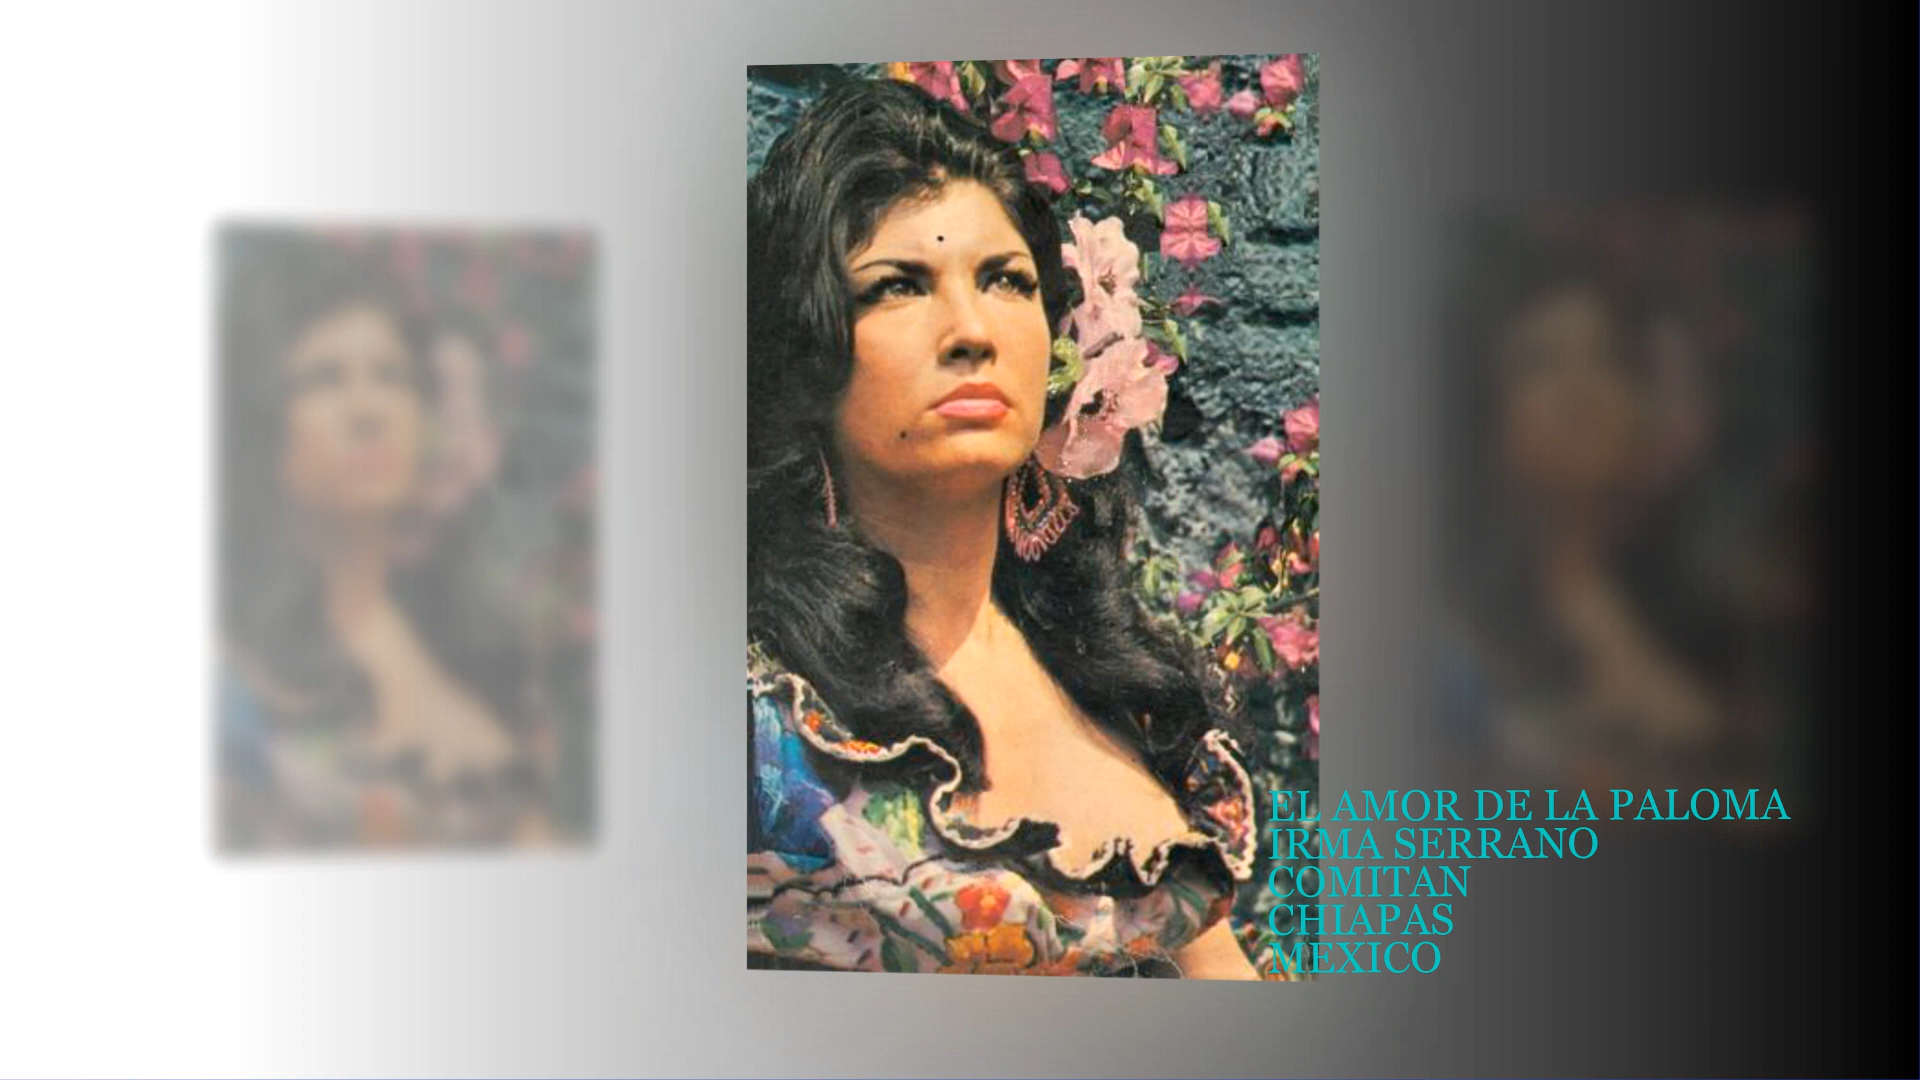 EL AMOR DE LA PALOMA
IRMA SERRANO
COMITAN
CHIAPAS
MEXICO